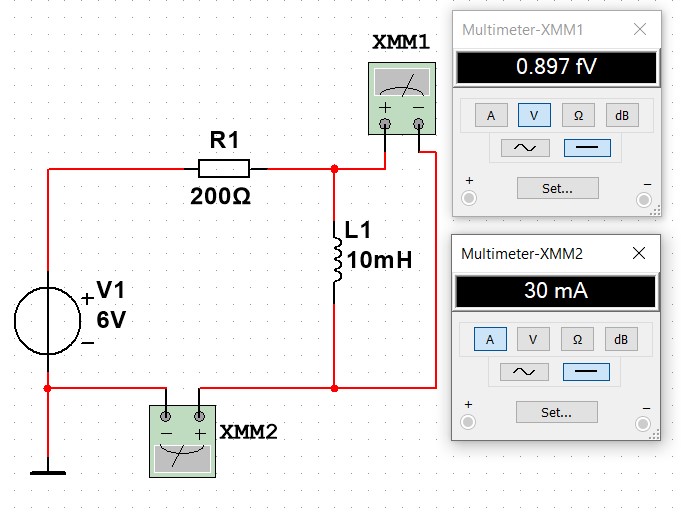 XMM1
+ −
R1
200Ω
L1
10mH
+
V1
6V
−
− +
XMM2
Multimeter-XMM1
0.897 fV
A V Ω dB
+ Set... −
Multimeter-XMM2
30 mA
A V Ω dB
+ Set... −